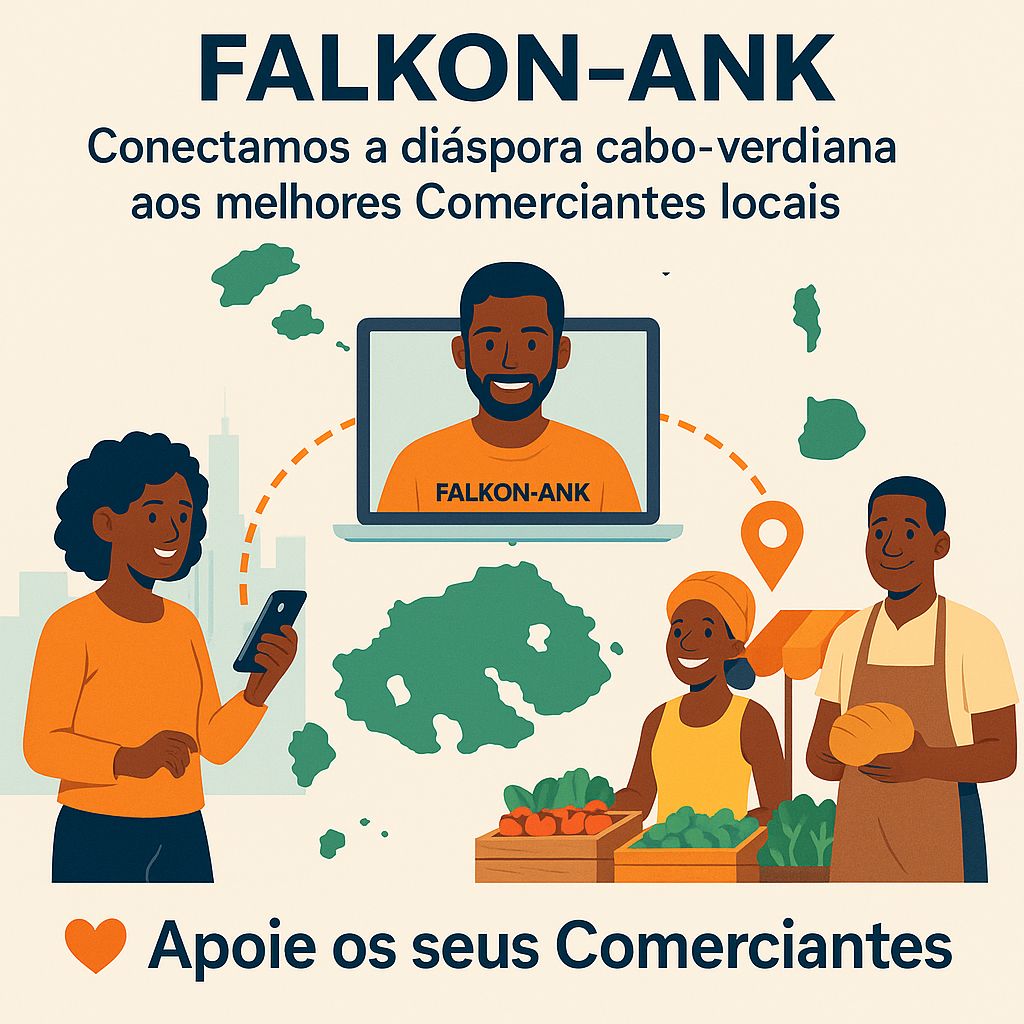 FALKON-ANK
Conectamos a diáspora cabo-verdiana
aos melhores Comerciantes locais
FALKON-ANK
Apoie os seus Comerciantes